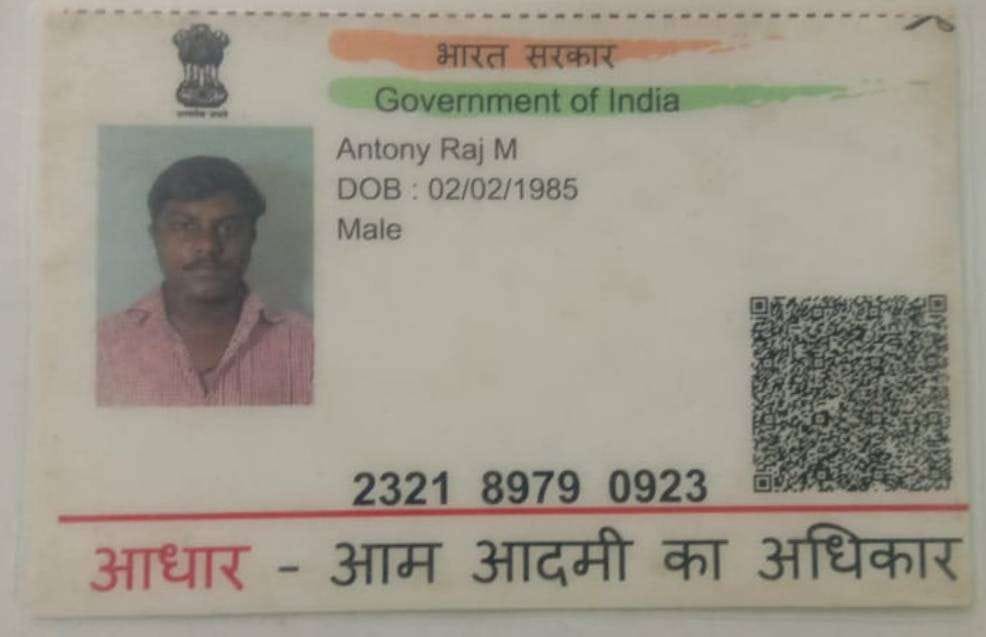 भारत सरकार
Government of India
Antony Raj M
DOB : 02/02/1985
Male
2321 8979 0923
आधार - आम आदमी का अधिकार